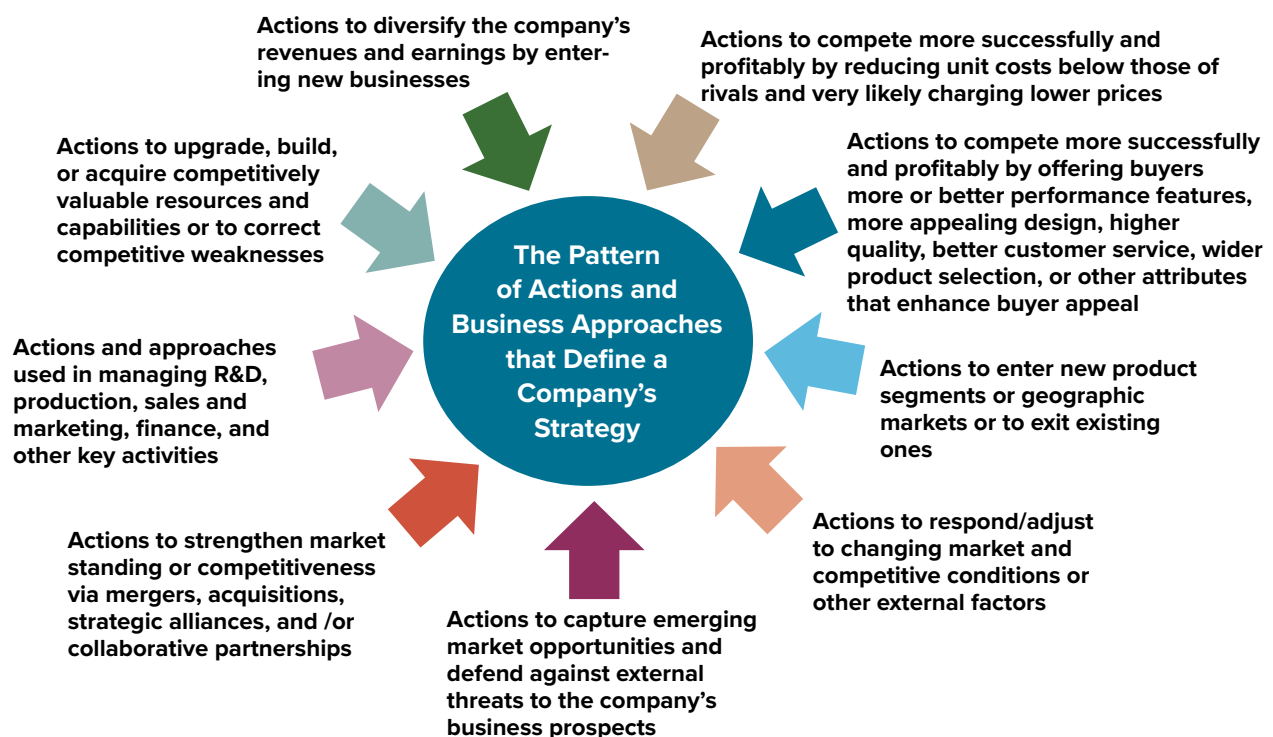 Actions to diversify the company's
revenues and earnings by enter-
ing new businesses
Actions to compete more successfully and
profitably by reducing unit costs below those of
rivals and very likely charging lower prices
Actions to upgrade, build,
or acquire competitively
valuable resources and
capabilities or to correct
competitive weaknesses
Actions to compete more successfully
and profitably by offering buyers
more or better performance features,
more appealing design, higher
quality, better customer service, wider
product selection, or other attributes
that enhance buyer appeal
The Pattern
of Actions and
Business Approaches
that Define a
Company's
Strategy
Actions and approaches
used in managing R&D,
production, sales and
marketing, finance, and
other key activities
Actions to enter new product
segments or geographic
markets or to exit existing
ones
Actions to strengthen market
standing or competitiveness
via mergers, acquisitions,
strategic alliances, and /or
collaborative partnerships
Actions to respond/adjust
to changing market and
competitive conditions or
other external factors
Actions to capture emerging
market opportunities and
defend against external
threats to the company's
business prospects